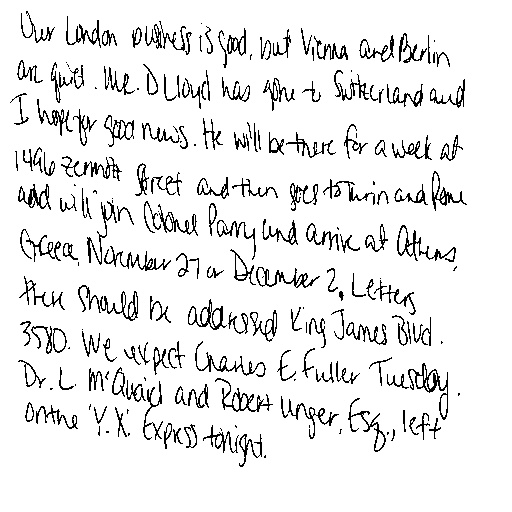 Our London business is good, but Vienna and Berlin
are quiet. Mr. D Lloyd has gone to Switzerland and
I hope for good news. He will be there for a week at
1496 Zermott Street and then goes to Turin and Rome
and will join Colonel Parry and arrive at Athens,
Greece, November 27 or December 2. Letters
there should be addressed King James Blvd.
3580. We expect Charles E. Fuller Tuesday.
Dr. L. McQuaid and Robert Unger, Esq., left
on the 'Y.X.' Express tonight.